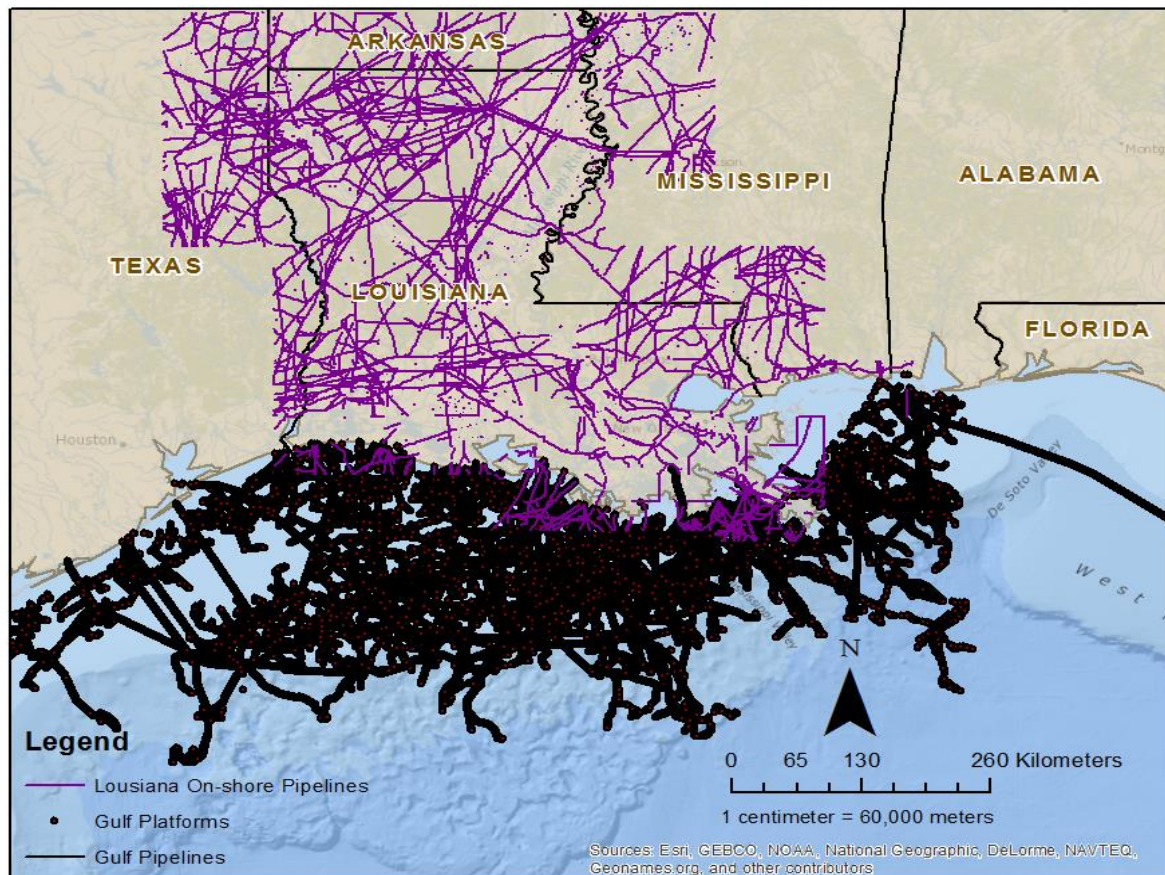 ARKANSAS
MISSISSIPPI
ALABAMA
TEXAS
LOUISIANA
FLORIDA
Houston
De Soto Valley
West
N
Legend
Lousiana On-shore Pipelines
Gulf Platforms
Gulf Pipelines
0 65 130 260 Kilometers
1 centimeter = 60,000 meters
Sources: Esri, GEBCO, NOAA, National Geographic, DeLorme, NAVTEQ,
Geonames.org, and other contributors